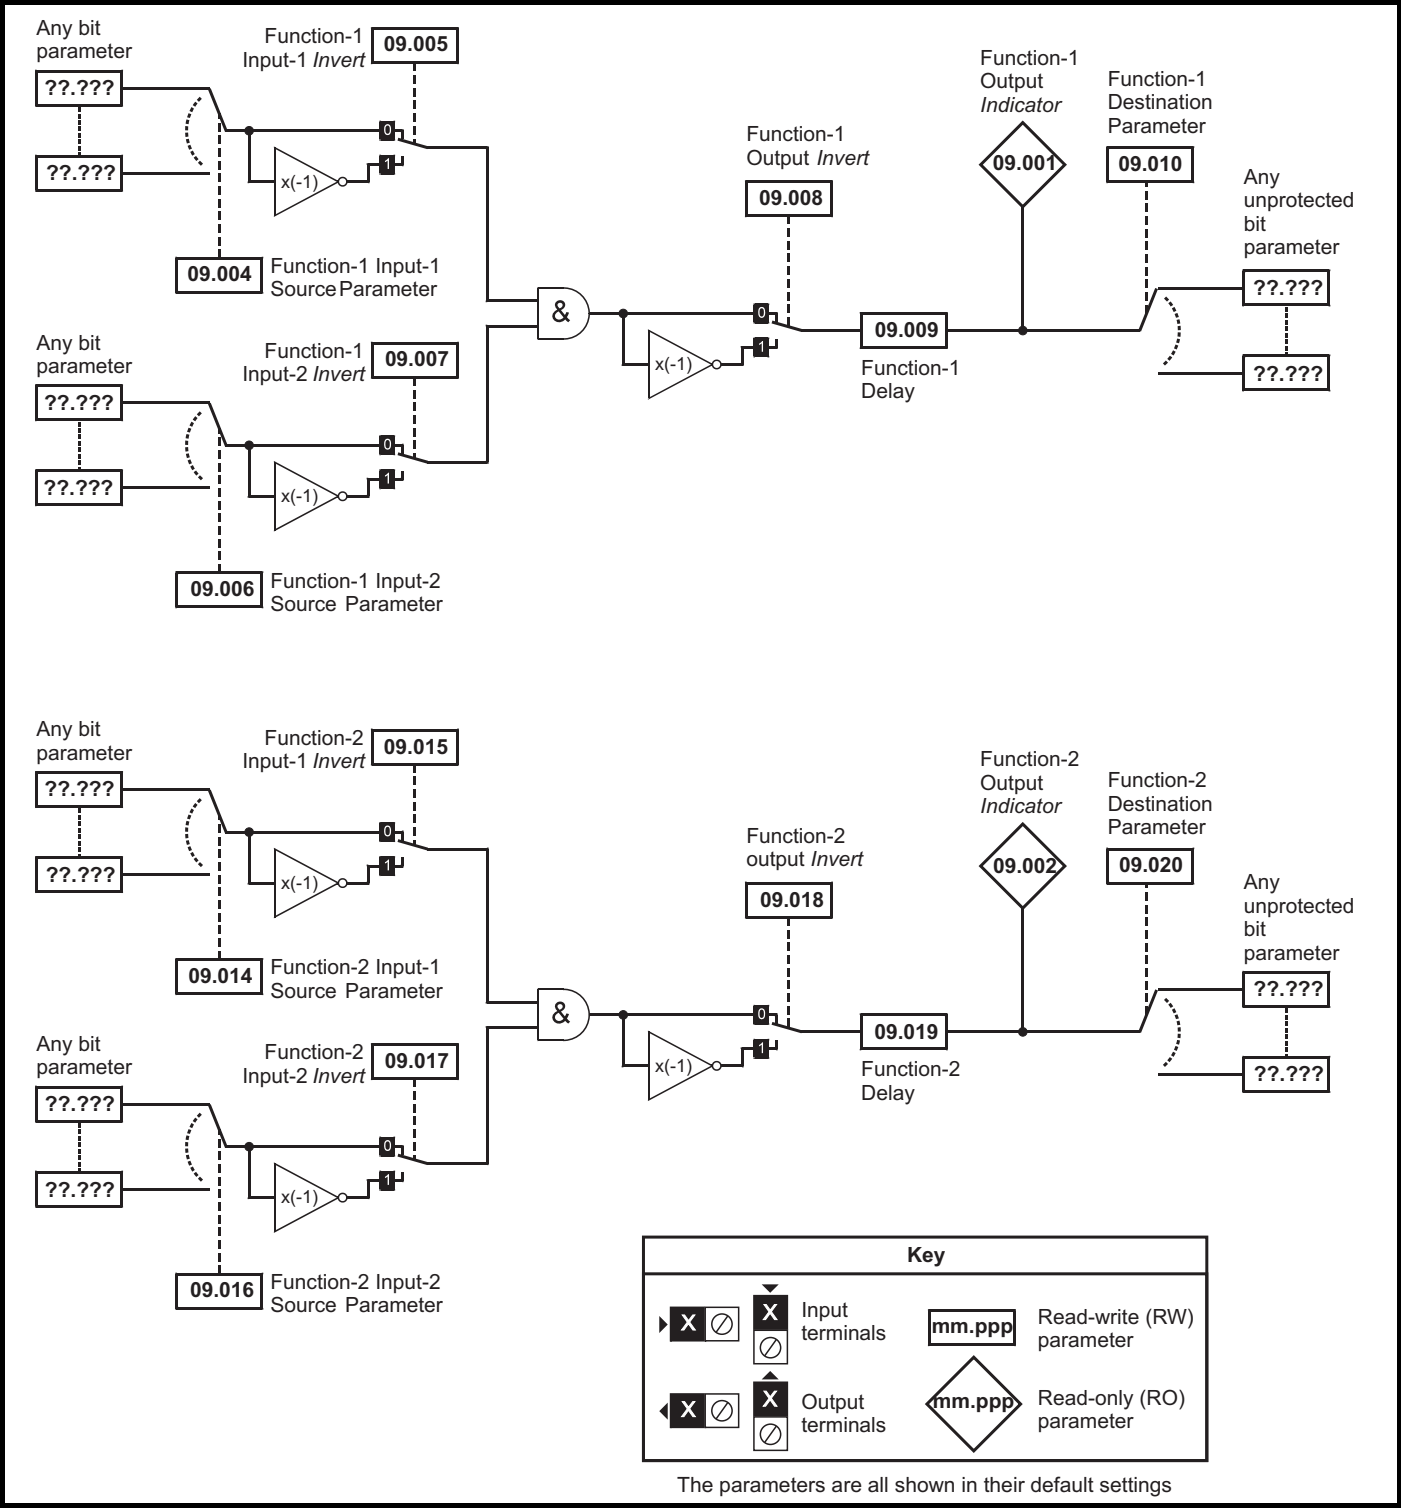 Any bit
parameter
??.???
??.???
Function-1
Input-1 Invert
09.005
0
1
x(-1)
09.004
Function-1 Input-1
Source Parameter
Any bit
parameter
??.???
??.???
Function-1
Input-2 Invert
09.007
0
1
x(-1)
09.006
Function-1 Input-2
Source Parameter
&
Function-1
Output Invert
09.008
0
1
x(-1)
09.009
Function-1
Delay
Function-1
Output
Indicator
09.001
Function-1
Destination
Parameter
09.010
Any
unprotected
bit
parameter
??.???
??.???
Any bit
parameter
??.???
??.???
Function-2
Input-1 Invert
09.015
0
1
x(-1)
09.014
Function-2 Input-1
Source Parameter
Any bit
parameter
??.???
??.???
Function-2
Input-2 Invert
09.017
0
1
x(-1)
09.016
Function-2 Input-2
Source Parameter
&
Function-2
output Invert
09.018
0
1
x(-1)
09.019
Function-2
Delay
Function-2
Output
Indicator
09.002
Function-2
Destination
Parameter
09.020
Any
unprotected
bit
parameter
??.???
??.???
Key
X
X
Input
terminals
mm.ppp
Read-write (RW)
parameter
X
X
Output
terminals
mm.ppp
Read-only (RO)
parameter
The parameters are all shown in their default settings